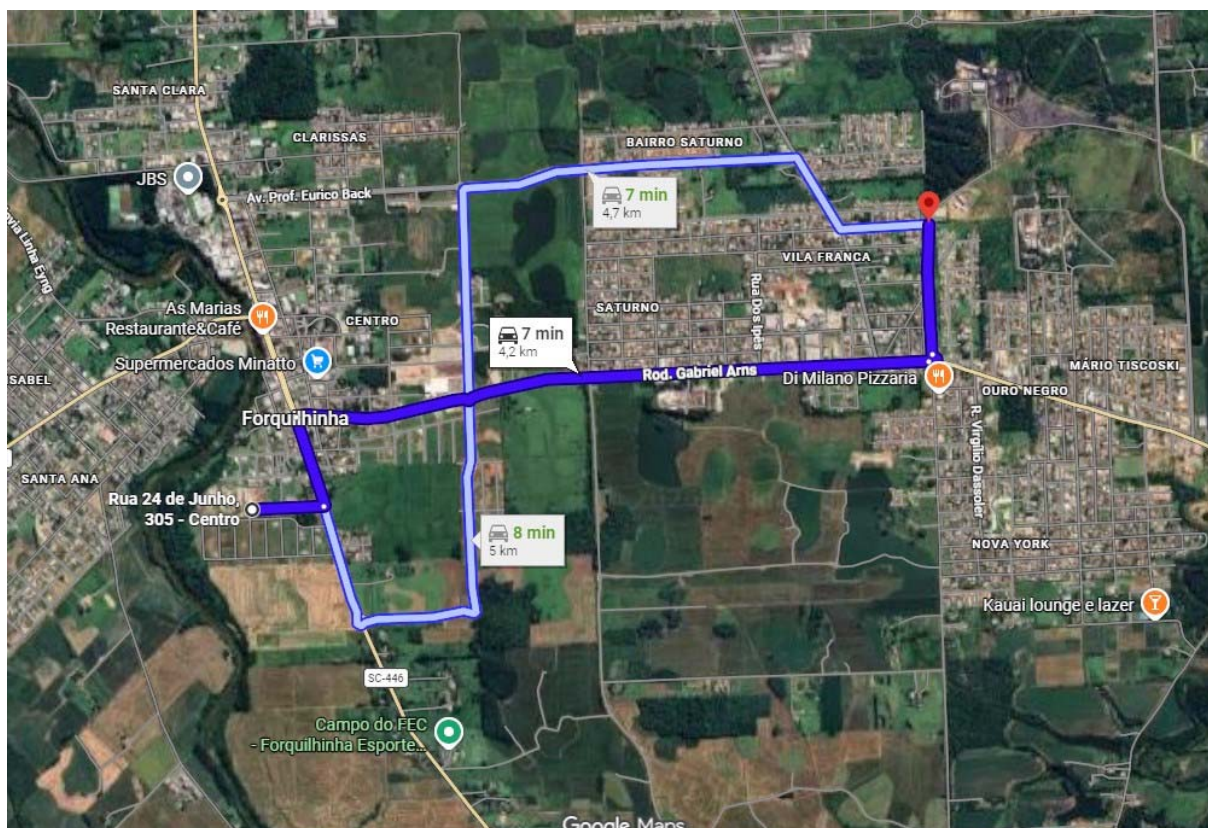 SANTA CLARA
CLARISSAS
BAIRRO SATURNO
JBS
Av. Prof. Eurico Back
7 min
4,7 km
Linha Eyng
VILA FRANCA
As Marias
Restaurante&Café
CENTRO
SATURNO
Rua Dos Ipês
7 min
4,2 km
Supermercados Minatto
Rod. Gabriel Arns
Di Milano Pizzaria
MÁRIO TISCOSKI
OURO NEGRO
ISABEL
Forquilhinha
R. Virgílio Dassoler
SANTA ANA
Rua 24 de Junho,
305 - Centro
8 min
5 km
NOVA YORK
Kauai lounge e lazer
SC-446
Campo do FEC
- Forquilhinha Esporte...
Google Maps